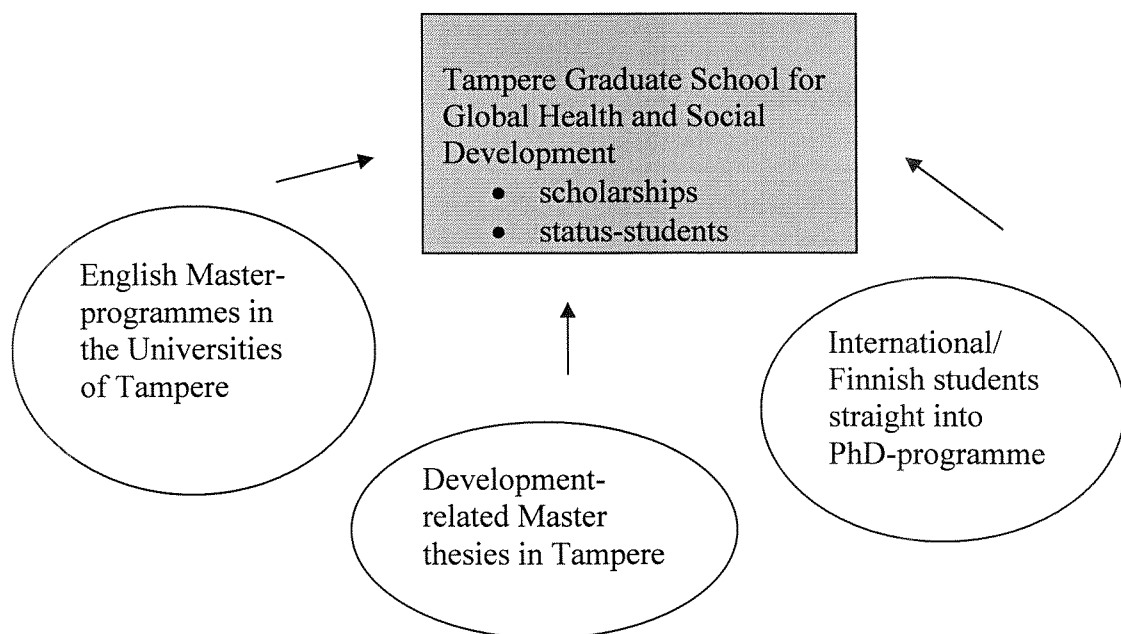 Tampere Graduate School for
Global Health and Social
Development
• scholarships
• status-students
English Master-
programmes in
the Universities
of Tampere
Development-
related Master
thesies in Tampere
International/
Finnish students
straight into
PhD-programme